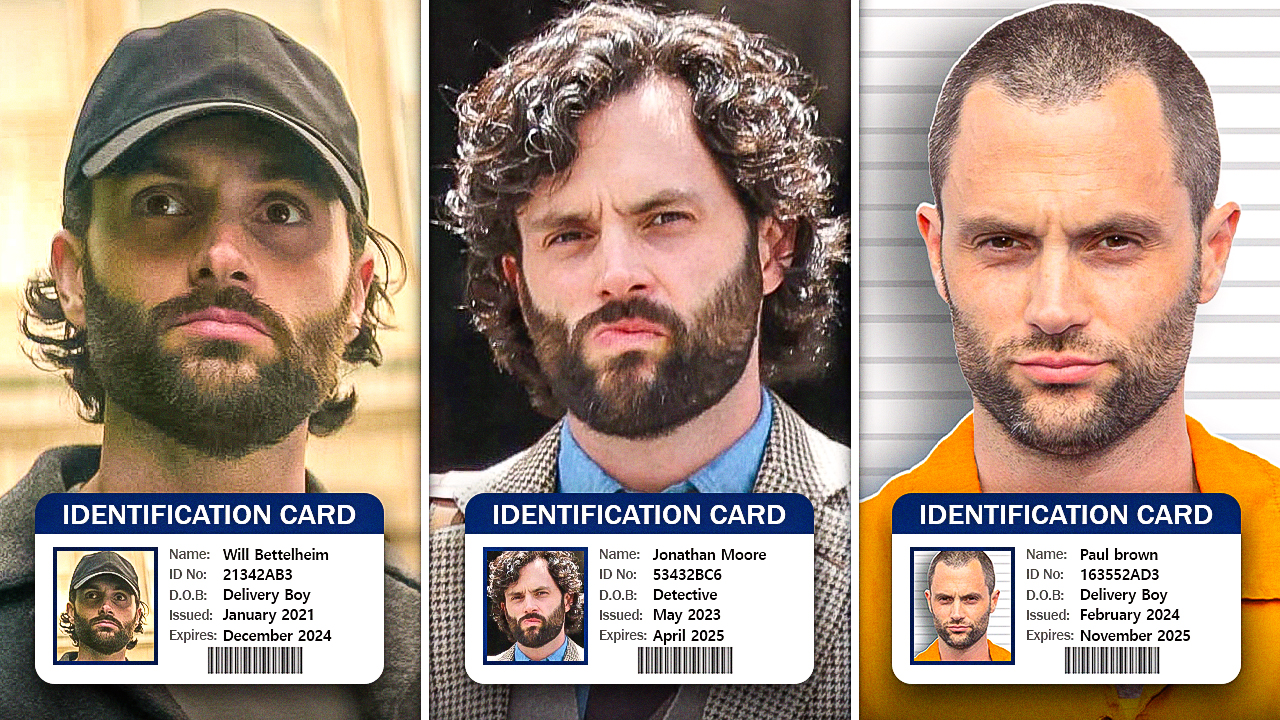 IDENTIFICATION CARD
Name: Will Bettelheim
ID No: 21342AB3
D.O.B: Delivery Boy
Issued: January 2021
Expires: December 2024
IDENTIFICATION CARD
Name: Jonathan Moore
ID No: 53432BC6
D.O.B: Detective
Issued: May 2023
Expires: April 2025
IDENTIFICATION CARD
Name: Paul brown
ID No: 163552AD3
D.O.B: Delivery Boy
Issued: February 2024
Expires: November 2025